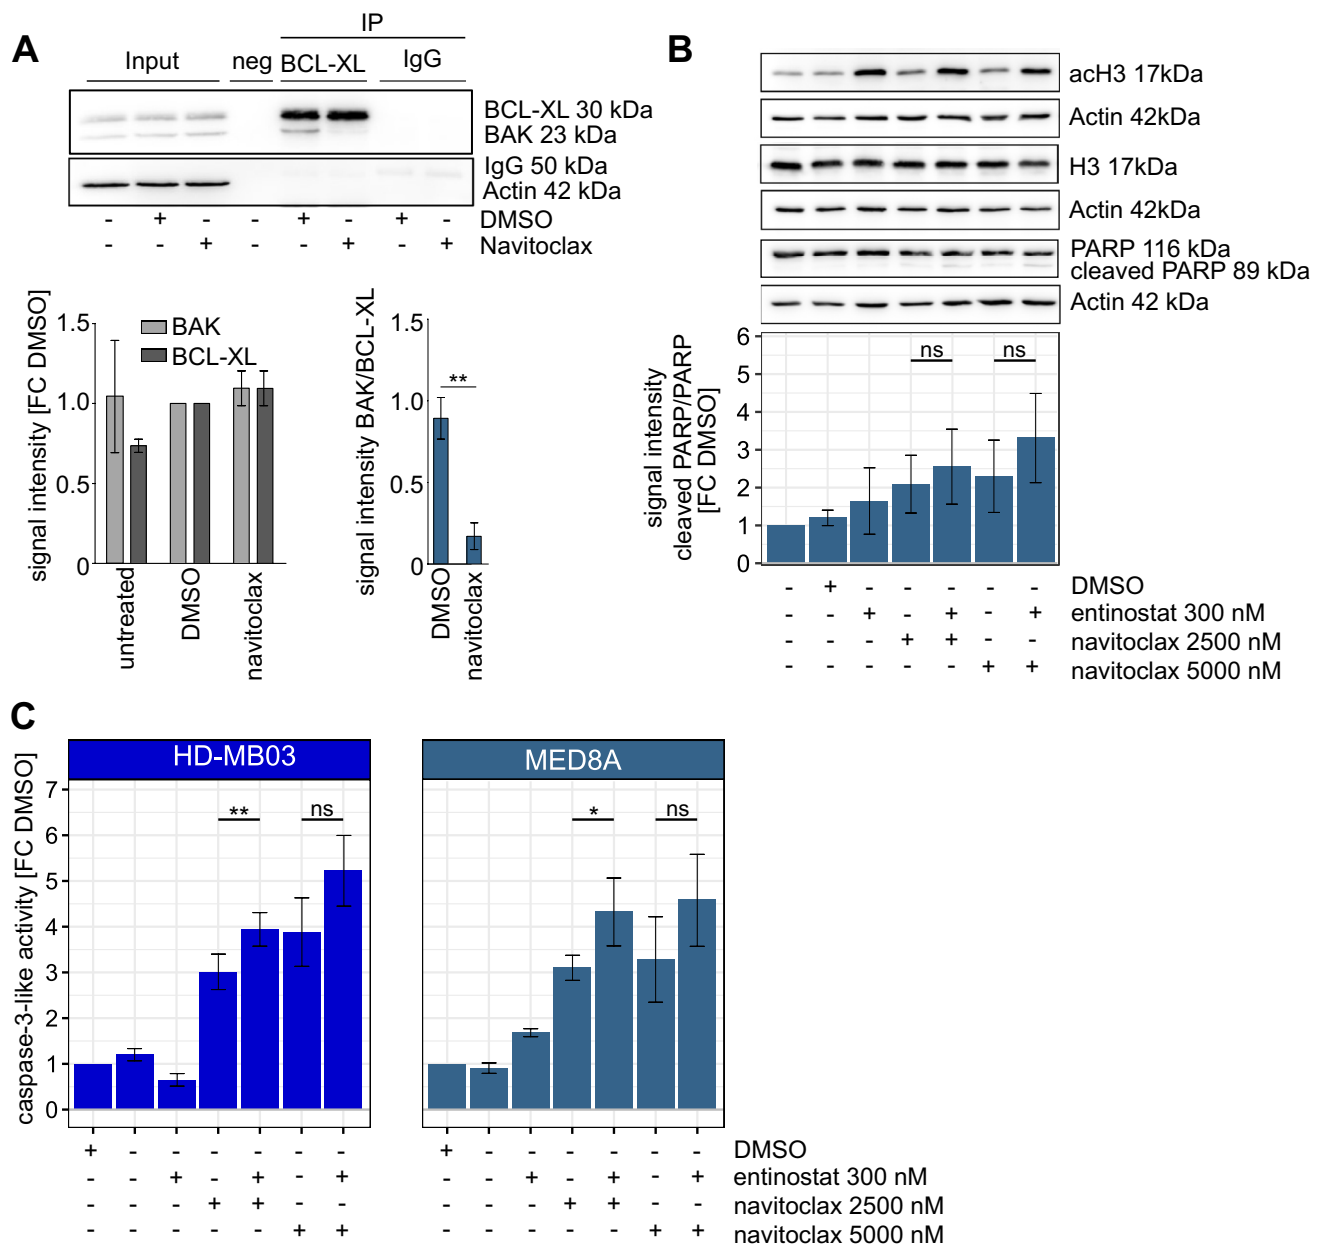 A
IP
Input neg BCL-XL IgG
BCL-XL 30 kDa
BAK 23 kDa
IgG 50 kDa
Actin 42 kDa
- + - - + - + - DMSO
- - + - - + - + Navitoclax
signal intensity [FC DMSO]
1.5
1.0
0.5
0
BAK
BCL-XL
untreated
DMSO
navitoclax
signal intensity BAK/BCL-XL
1.5
1.0
0.5
0
**
DMSO
navitoclax
B
acH3 17kDa
Actin 42kDa
H3 17kDa
Actin 42kDa
PARP 116 kDa
cleaved PARP 89 kDa
Actin 42 kDa
signal intensity
cleaved PARP/PARP
[FC DMSO]
6
5
4
3
2
1
0
ns ns
- + - - - - - DMSO
- - + - + - + entinostat 300 nM
- - - + + - - navitoclax 2500 nM
- - - - - + + navitoclax 5000 nM
C
caspase-3-like activity [FC DMSO]
HD-MB03
7
6
5
4
3
2
1
0
** ns
MED8A
* ns
+ - - - - - - + - - - - - - DMSO
- - + - + - + - - + - + - + entinostat 300 nM
- - - + + - - - - - + + - - navitoclax 2500 nM
- - - - - + + - - - - - + + navitoclax 5000 nM